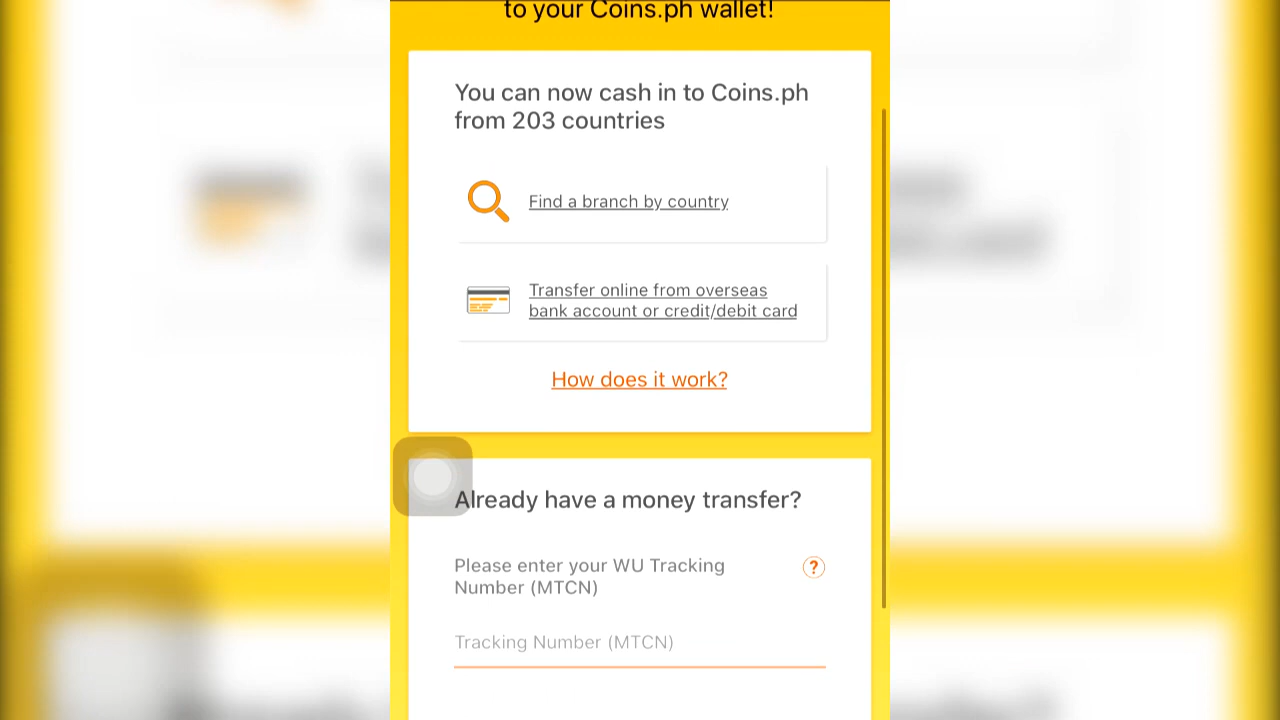 to your Coins.ph wallet!
You can now cash in to Coins.ph
from 203 countries
Find a branch by country
Transfer online from overseas
bank account or credit/debit card
How does it work?
Already have a money transfer?
Please enter your WU Tracking
Number (MTCN)
?
Tracking Number (MTCN)